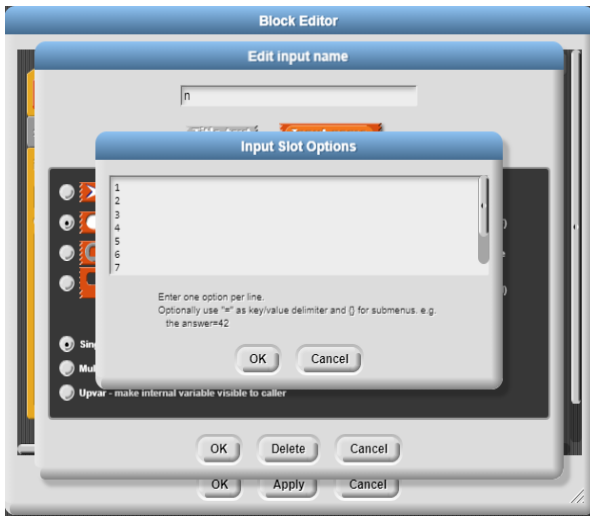 Block Editor
Edit input name
n
Input Slot Options
1
2
3
4
5
6
7
Enter one option per line.
Optionally use "=" as key/value delimiter and {} for submenus. e.g.
the answer=42
OK Cancel
Upvar - make internal variable visible to caller
OK Delete Cancel
OK Apply Cancel